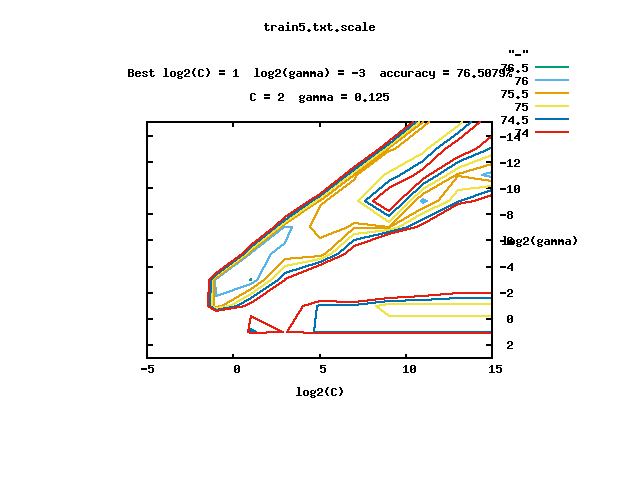 train5.txt.scale
"-"
Best log2(C) = 1  log2(gamma) = -3  accuracy = 76.5079%
76.5
76
C = 2  gamma = 0.125
75.5
75
74.5
74
-14
-12
-10
-8
-6
log2(gamma)
-4
-2
0
2
-5 0 5 10 15
log2(C)